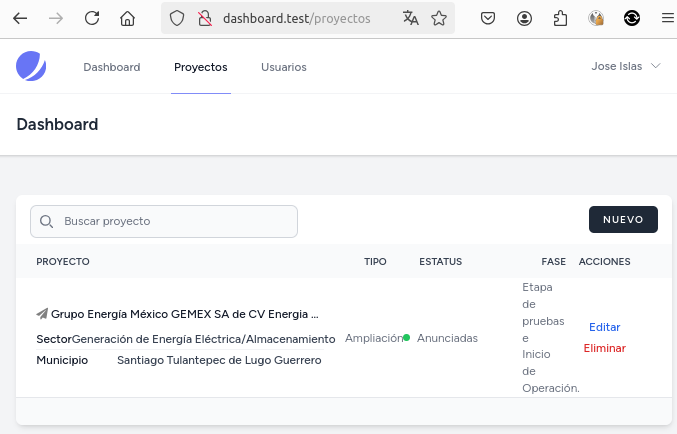 dashboard.test/proyectos
Dashboard Proyectos Usuarios Jose Islas
Dashboard
Buscar proyecto NUEVO
PROYECTO TIPO ESTATUS FASE ACCIONES
Grupo Energía México GEMEX SA de CV Energia ...
SectorGeneración de Energía Eléctrica/Almacenamiento
Municipio Santiago Tulantepec de Lugo Guerrero
Ampliación Anunciadas
Etapa
de
pruebas
e
Inicio
de
Operación.
Editar
Eliminar